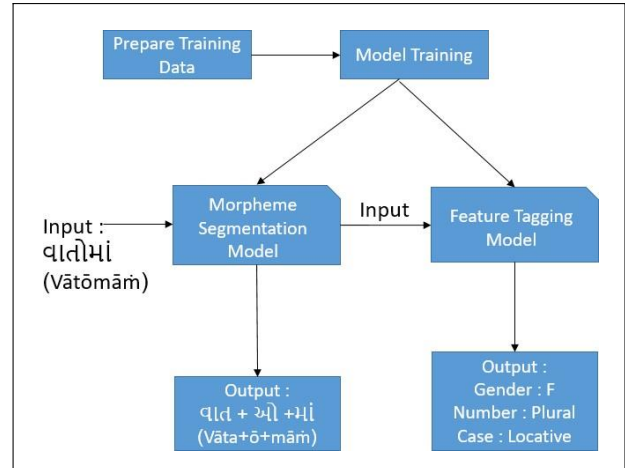 Prepare Training
Data
Model Training
Input :
વાતોમાં
(Vātōmāṁ)
Morpheme
Segmentation
Model
Input
Feature Tagging
Model
Output :
વાત + ઓ +માં
(Vāta+ō+māṁ)
Output :
Gender : F
Number : Plural
Case : Locative